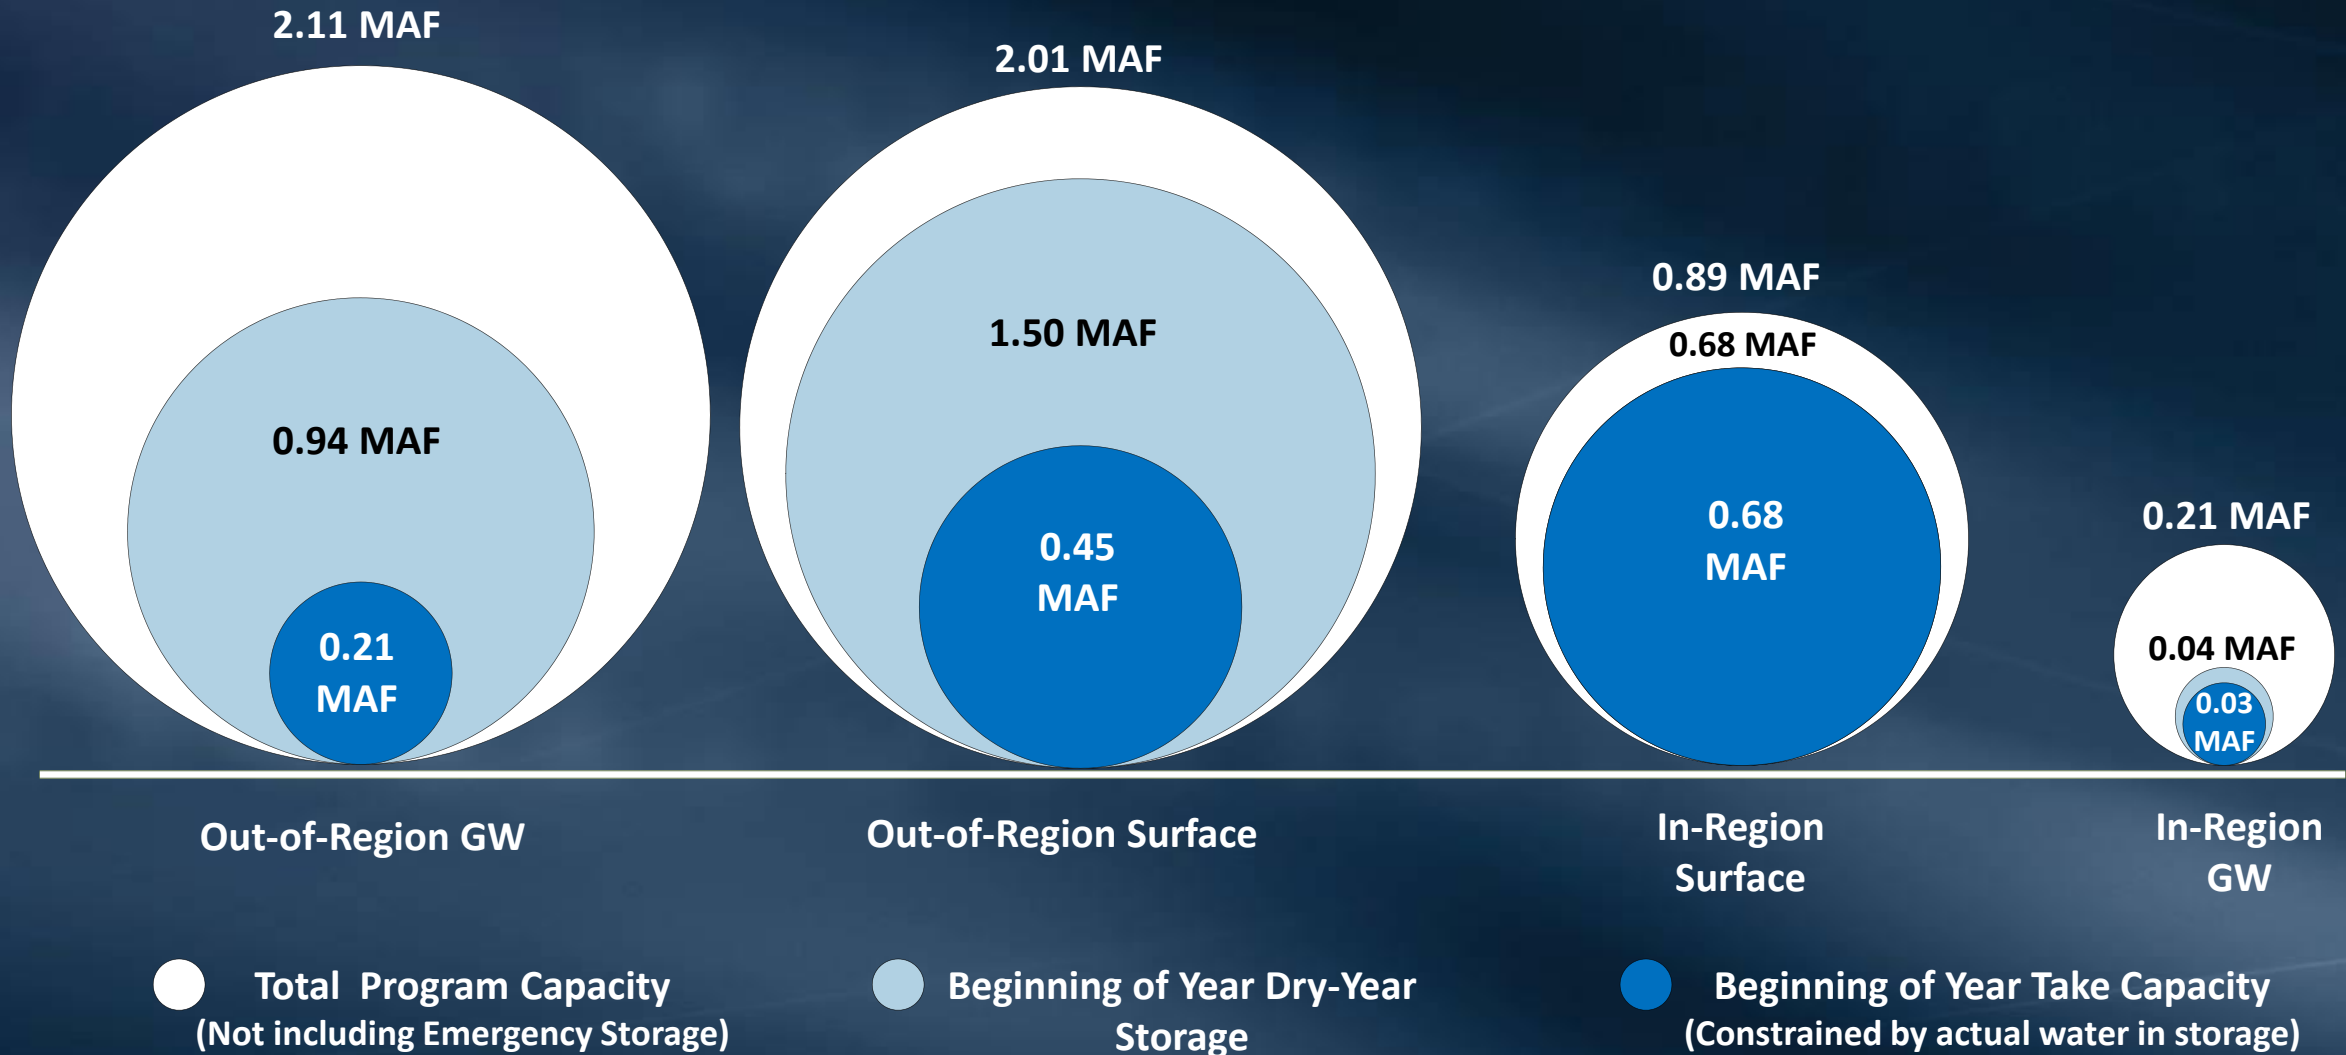 2.11 MAF
2.01 MAF
0.89 MAF
0.21 MAF
0.94 MAF
1.50 MAF
0.68 MAF
0.04 MAF
0.21
MAF
0.45
MAF
0.68
MAF
0.03
MAF
Out-of-Region GW
Out-of-Region Surface
In-Region
Surface
In-Region
GW
Total Program Capacity
(Not including Emergency Storage)
Beginning of Year Dry-Year
Storage
Beginning of Year Take Capacity
(Constrained by actual water in storage)